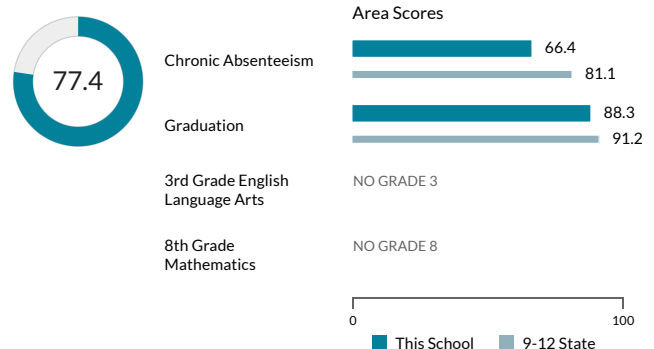 77.4
Area Scores
Chronic Absenteeism
66.4
81.1
Graduation
88.3
91.2
3rd Grade English
Language Arts
NO GRADE 3
8th Grade
Mathematics
NO GRADE 8
0
100
This School
9-12 State